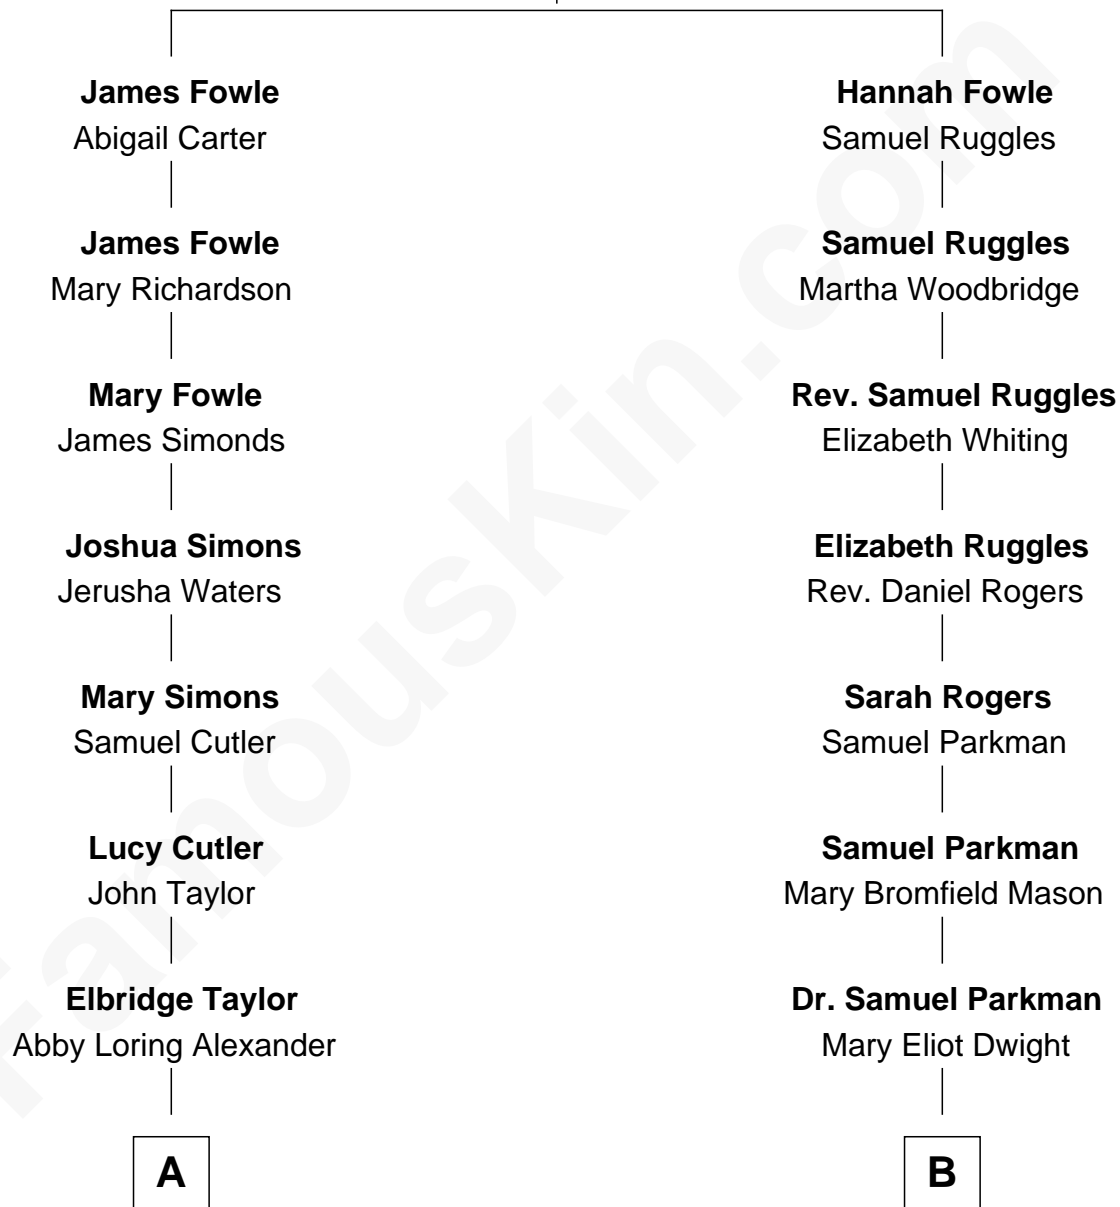 James Fowle
Abigail Carter
James Fowle
Mary Richardson
Mary Fowle
James Simonds
Joshua Simons
Jerusha Waters
Mary Simons
Samuel Cutler
Lucy Cutler
John Taylor
Elbridge Taylor
Abby Loring Alexander
A
Hannah Fowle
Samuel Ruggles
Samuel Ruggles
Martha Woodbridge
Rev. Samuel Ruggles
Elizabeth Whiting
Elizabeth Ruggles
Rev. Daniel Rogers
Sarah Rogers
Samuel Parkman
Samuel Parkman
Mary Bromfield Mason
Dr. Samuel Parkman
Mary Eliot Dwight
B
FamousKin.com